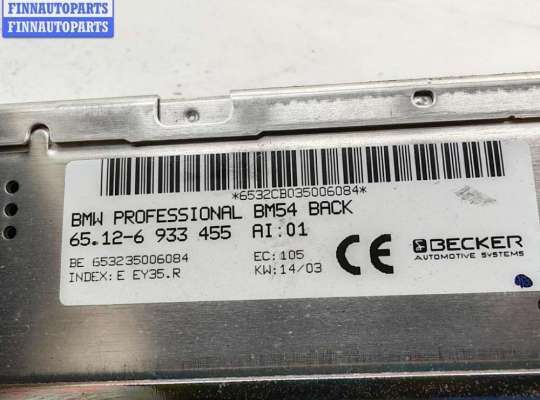 FINNAUTOPARTS
FINNAUTOPARTS
*6532CB035006084*
BMW PROFESSIONAL BM54 BACK
65.12-6 933 455 AI:01
BE 653235006084 EC:105
INDEX:E EY35.R KW:14/03
CE
BECKER
AUTOMOTIVE SYSTEMS